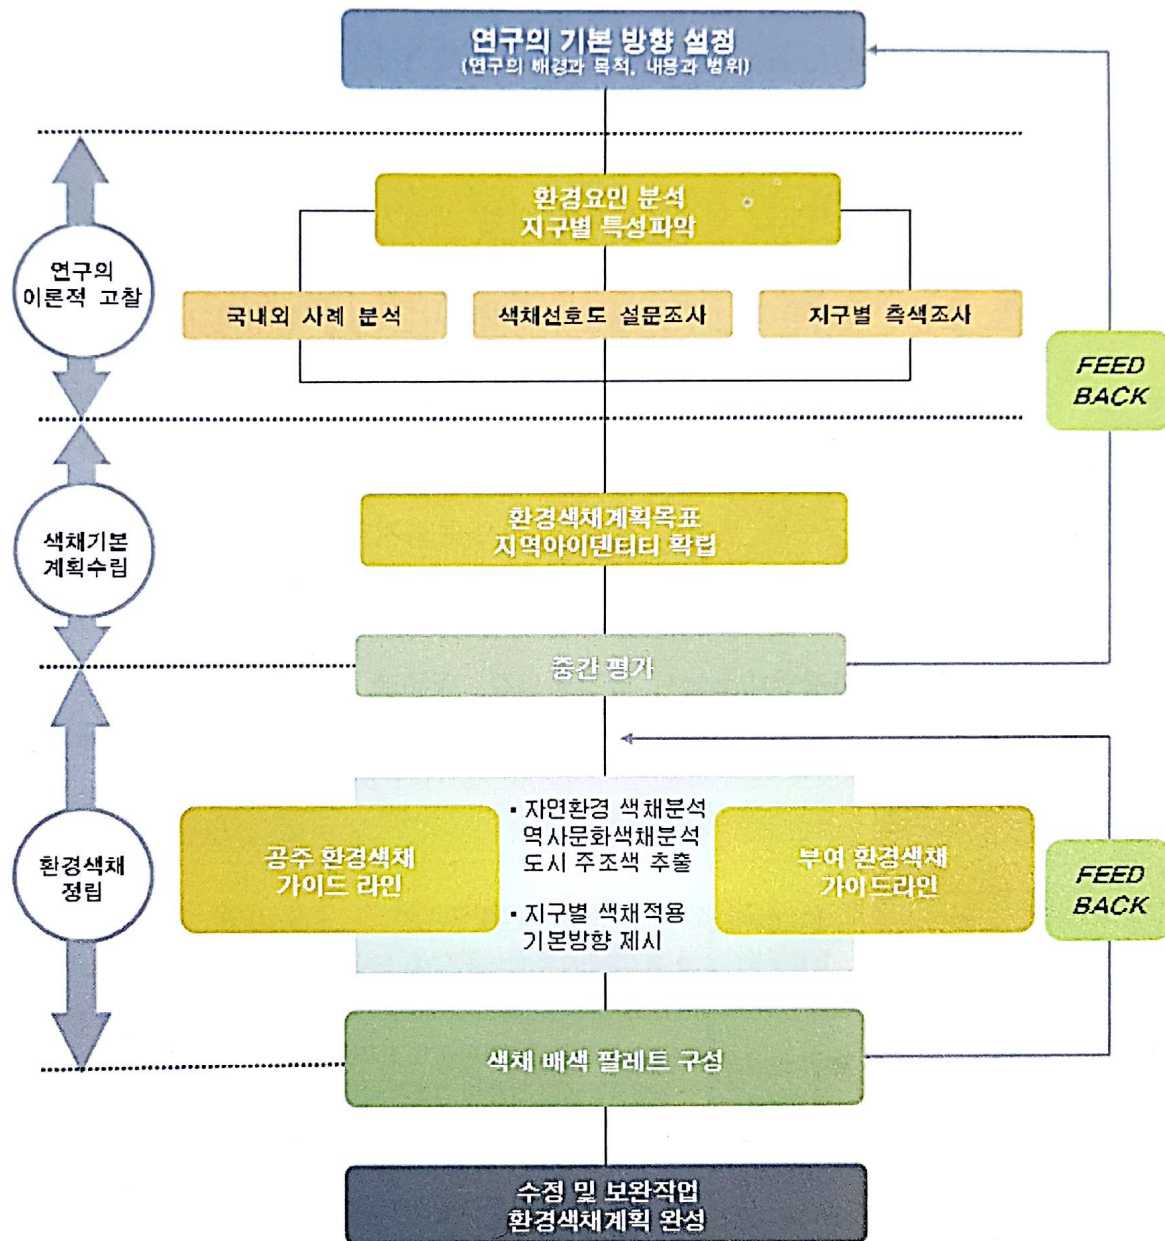 연구의 기본 방향 설정
(연구의 배경과 목적, 내용과 범위)
환경요인 분석
지구별 특성파악
연구의
이론적 고찰
국내외 사례 분석
색채선호도 설문조사
지구별 측색조사
FEED
BACK
색채기본
계획수립
환경색채계획목표
지역아이덴티티 확립
중간 평가
환경색채
정립
공주 환경색채
가이드 라인
▪ 자연환경 색채분석
역사문화색채분석
도시 주조색 추출
▪ 지구별 색채적용
기본방향 제시
부여 환경색채
가이드라인
FEED
BACK
색채 배색 팔레트 구성
수정 및 보완작업
환경색채계획 완성